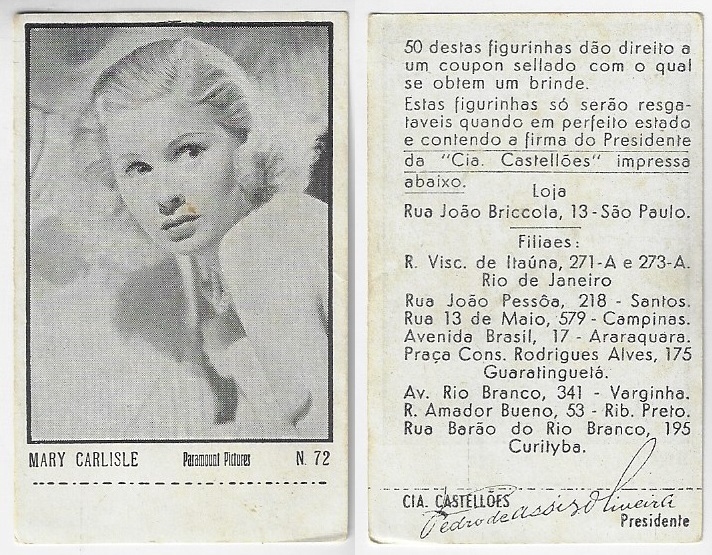 MARY CARLISLE Paramount Pictures N. 72
50 destas figurinhas dão direito a
um coupon sellado com o qual
se obtem um brinde.
Estas figurinhas só serão resga-
taveis quando em perfeito estado
e contendo a firma do Presidente
da "Cia. Castellões" impressa
abaixo.
Loja
Rua João Briccola, 13 - São Paulo.
Filiaes:
R. Visc. de Itaúna, 271-A e 273-A.
Rio de Janeiro
Rua João Pessôa, 218 - Santos.
Rua 13 de Maio, 579 - Campinas.
Avenida Brasil, 17 - Araraquara.
Praça Cons. Rodrigues Alves, 175
Guaratinguetá.
Av. Rio Branco, 341 - Varginha.
R. Amador Bueno, 53 - Rib. Preto.
Rua Barão do Rio Branco, 195
Curityba.
CIA. CASTELLÕES
Pedro de Assiz Oliveira
Presidente